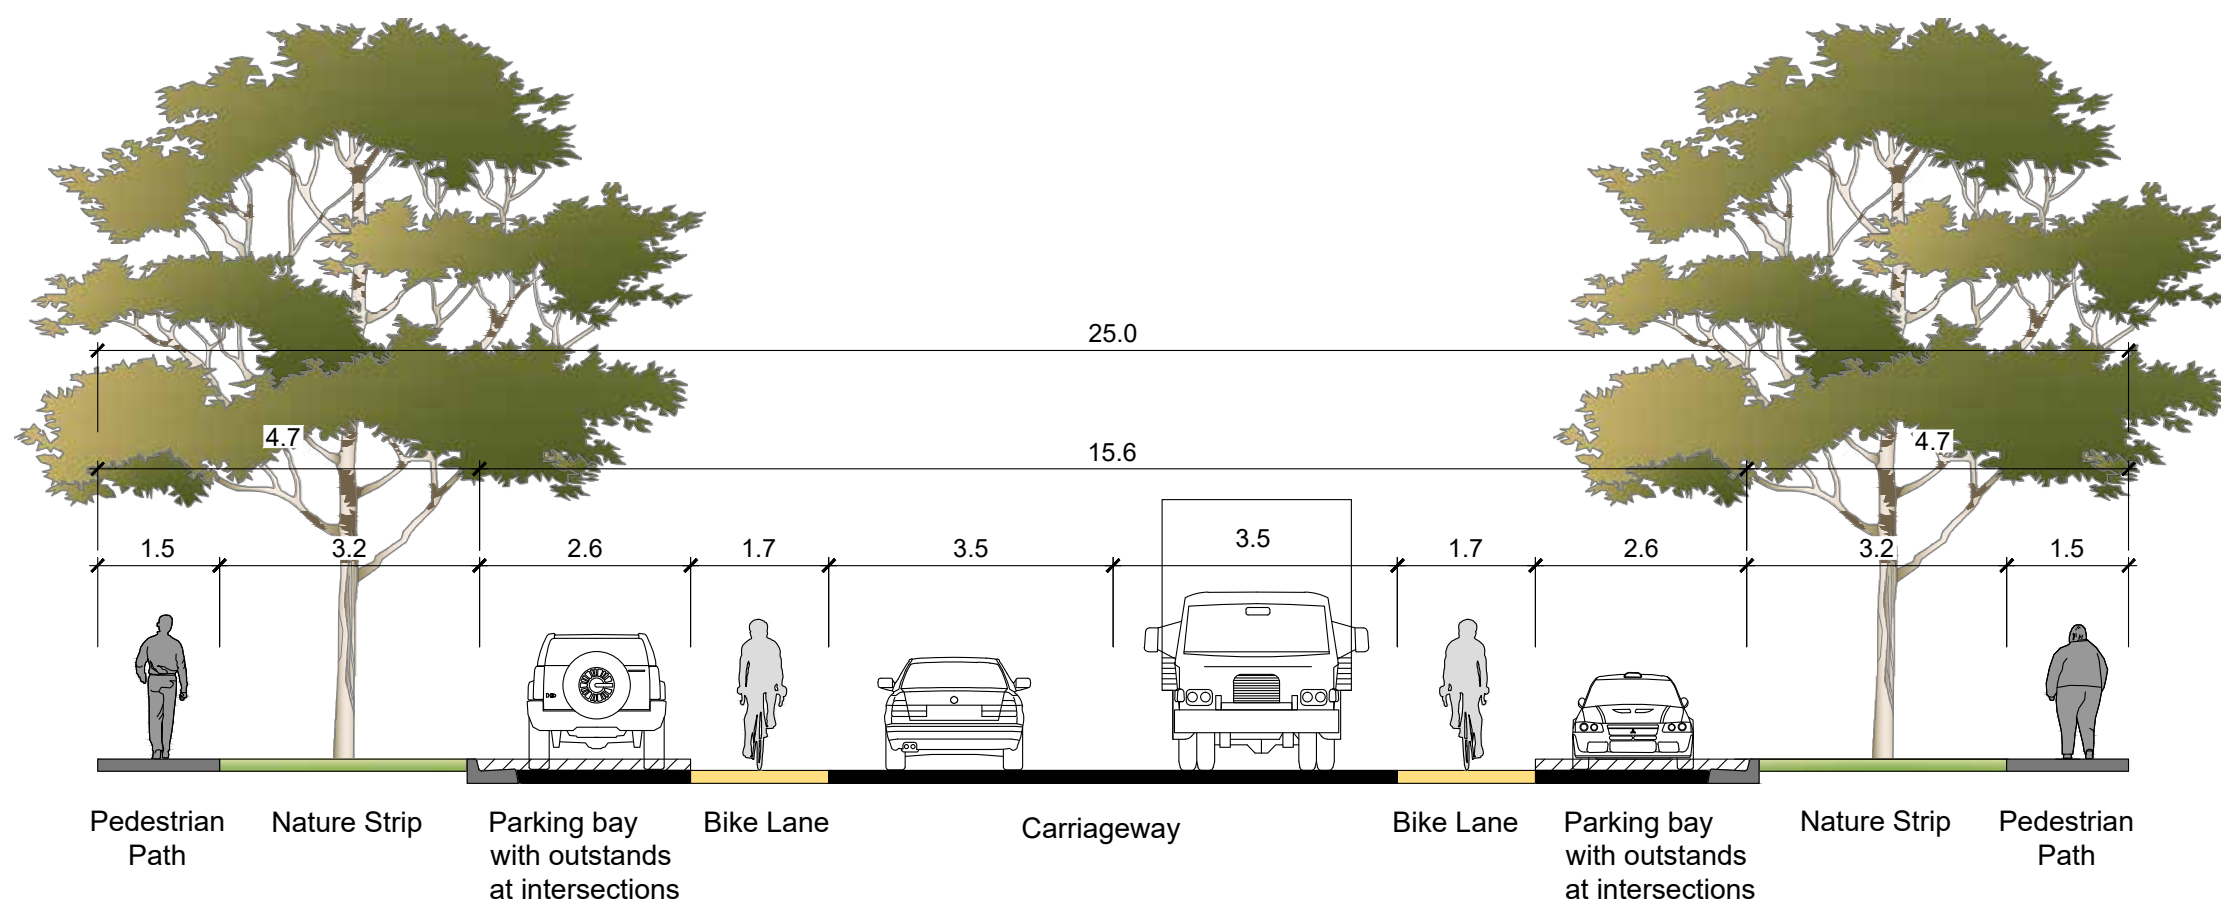 25.0
4.7
15.6
4.7
1.5
3.2
2.6
1.7
3.5
3.5
1.7
2.6
3.2
1.5
Pedestrian
Path
Nature Strip
Parking bay
with outstands
at intersections
Bike Lane
Carriageway
Bike Lane
Parking bay
with outstands
at intersections
Nature Strip
Pedestrian
Path